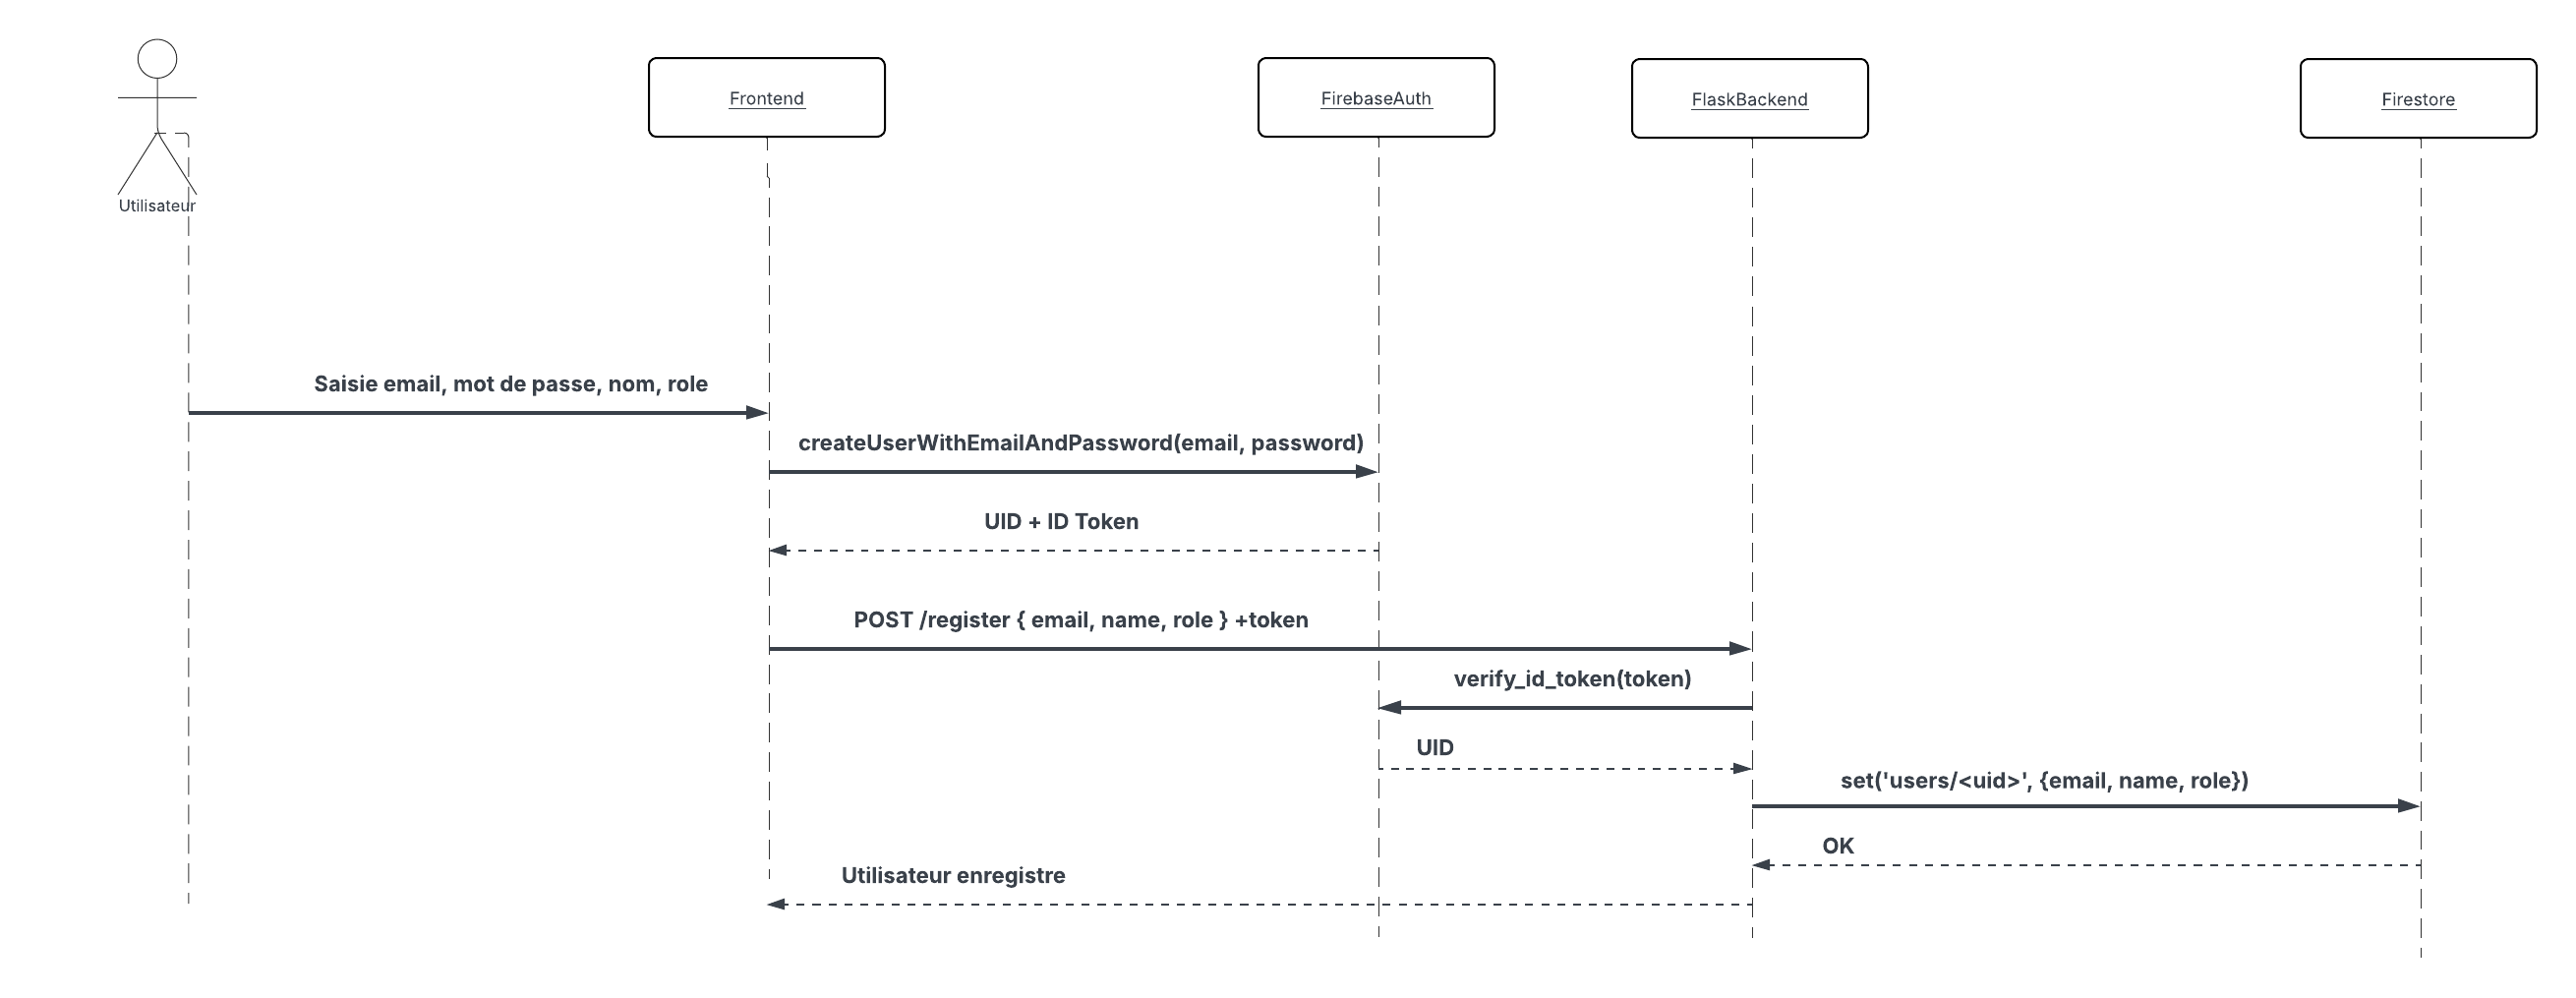 Utilisateur
Frontend
FirebaseAuth
FlaskBackend
Firestore
Saisie email, mot de passe, nom, role
createUserWithEmailAndPassword(email, password)
UID + ID Token
POST /register { email, name, role } +token
verify_id_token(token)
UID
set('users/<uid>', {email, name, role})
OK
Utilisateur enregistre